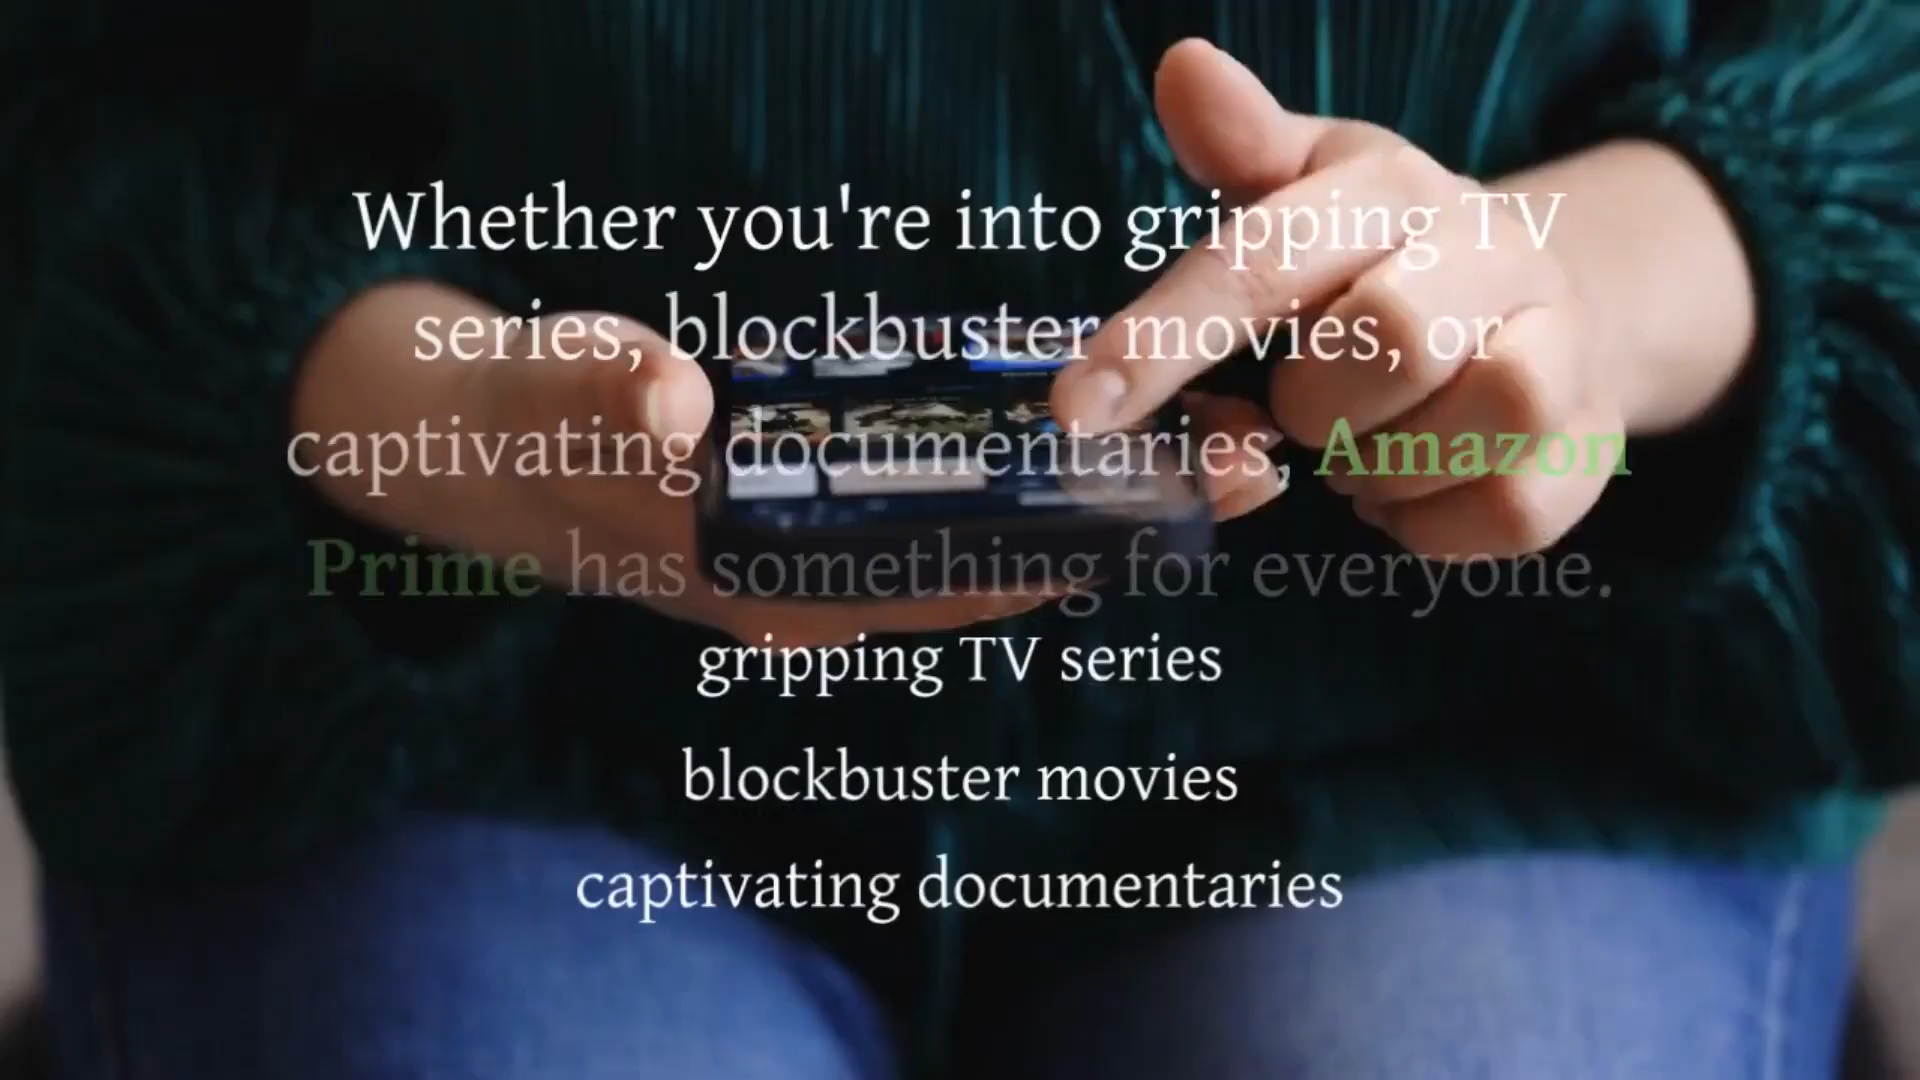 Whether you're into gripping TV
series, blockbuster movies, or
captivating documentaries, Amazon
Prime has something for everyone.
gripping TV series
blockbuster movies
captivating documentaries